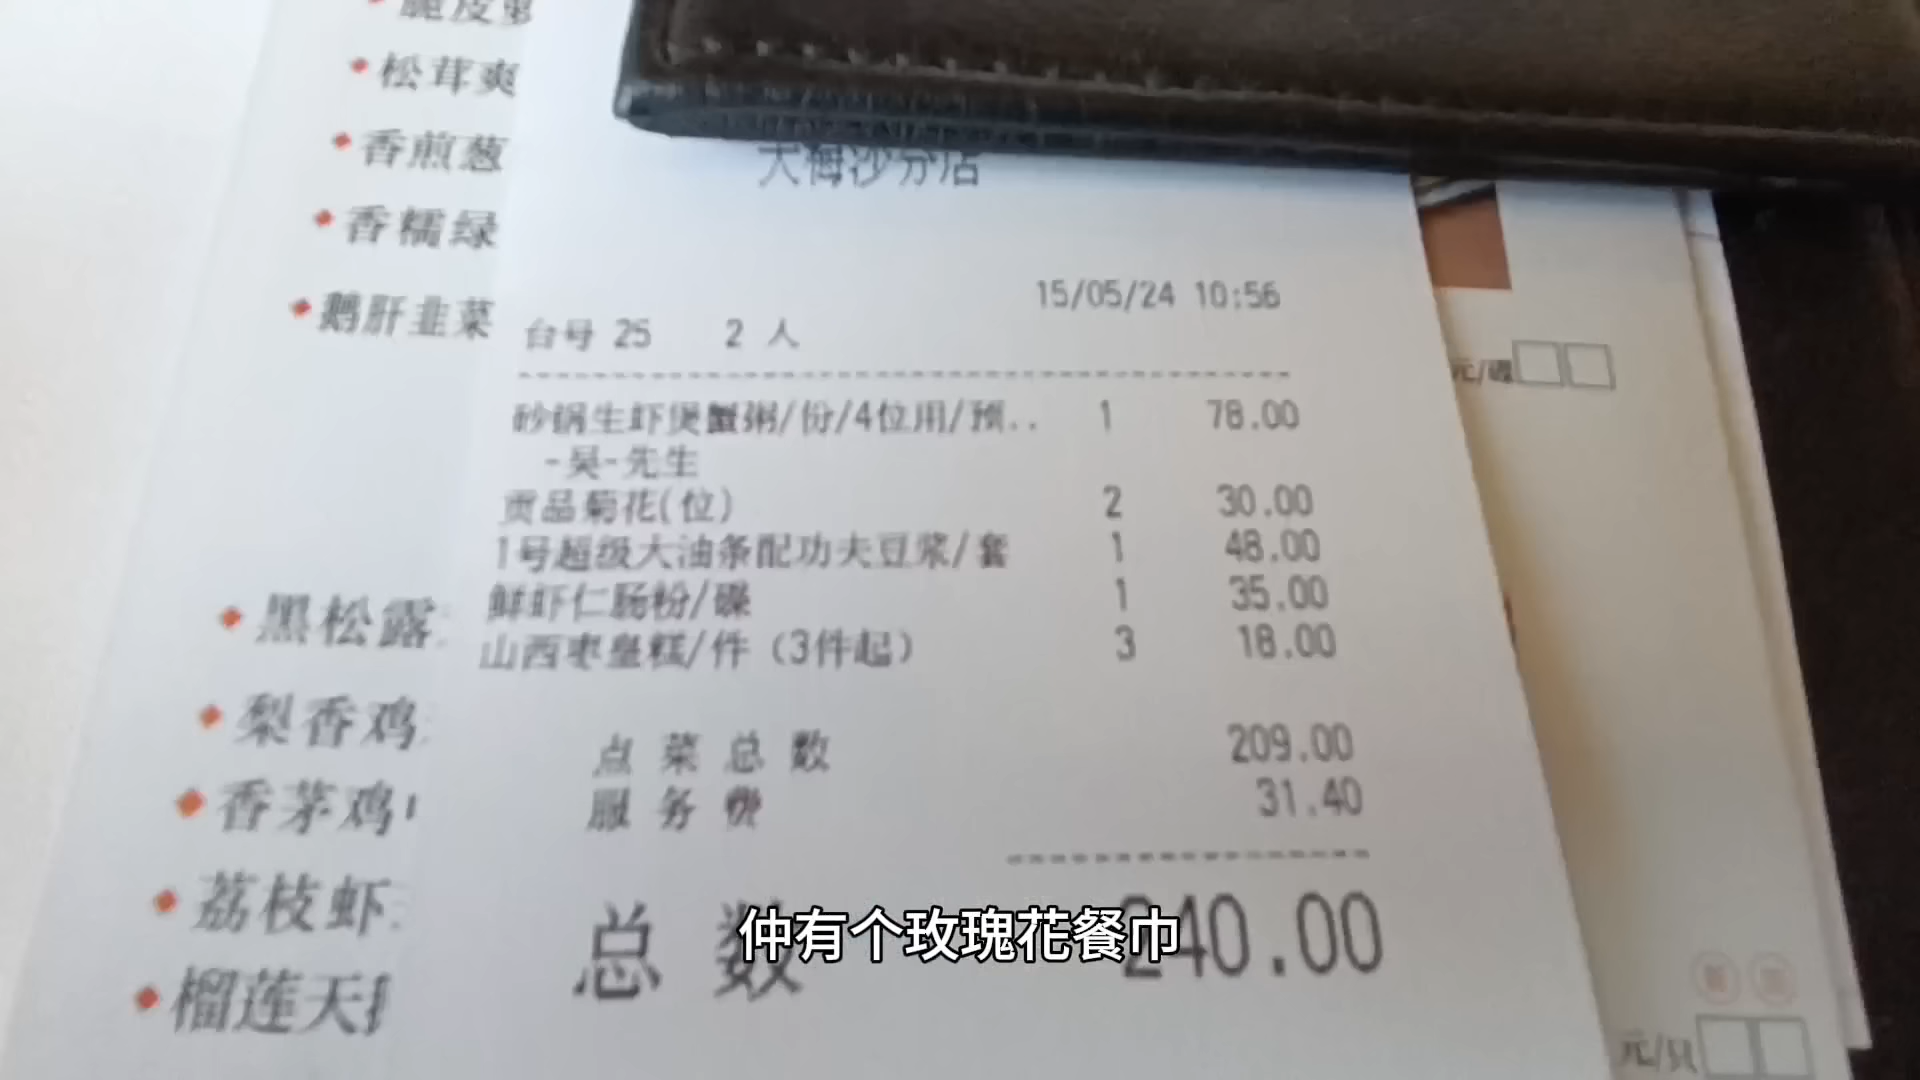 脆皮
松茸爽
香煎葱
香糯绿
鹅肝韭菜
黑松露
梨香鸡
香茅鸡
荔枝虾
榴莲天
大梅沙分店
15/05/24 10:56
台号 25 2 人
砂锅生虾煲蟹粥/份/4位用/预.. 1 78.00
-吴-先生
贡品菊花(位) 2 30.00
1号超级大油条配功夫豆浆/套 1 48.00
鲜虾仁肠粉/碟 1 35.00
山西枣皇糕/件（3件起） 3 18.00
点菜总数 209.00
服务费 31.40
总数 240.00
仲有个玫瑰花餐巾
元/碟
元/只